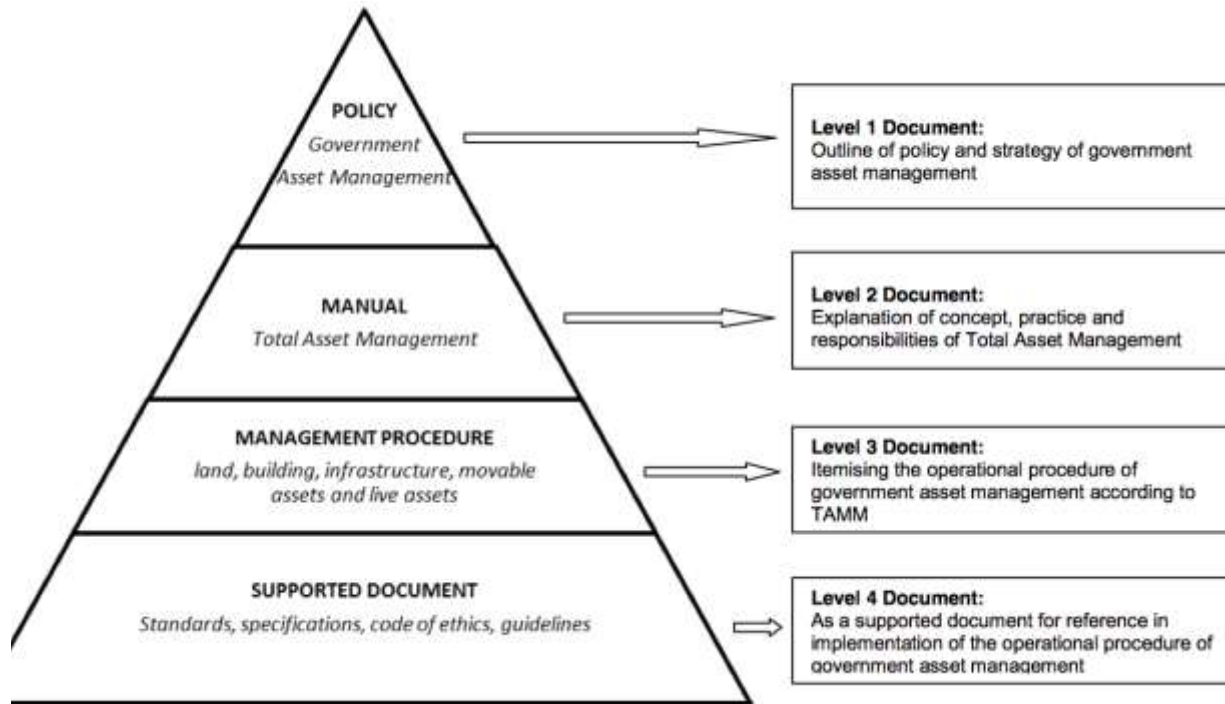 POLICY
Government
Asset Management
Level 1 Document:
Outline of policy and strategy of government
asset management
MANUAL
Total Asset Management
Level 2 Document:
Explanation of concept, practice and
responsibilities of Total Asset Management
MANAGEMENT PROCEDURE
land, building, infrastructure, movable
assets and live assets
Level 3 Document:
Itemising the operational procedure of
government asset management according to
TAMM
SUPPORTED DOCUMENT
Standards, specifications, code of ethics, guidelines
Level 4 Document:
As a supported document for reference in
implementation of the operational procedure of
government asset management